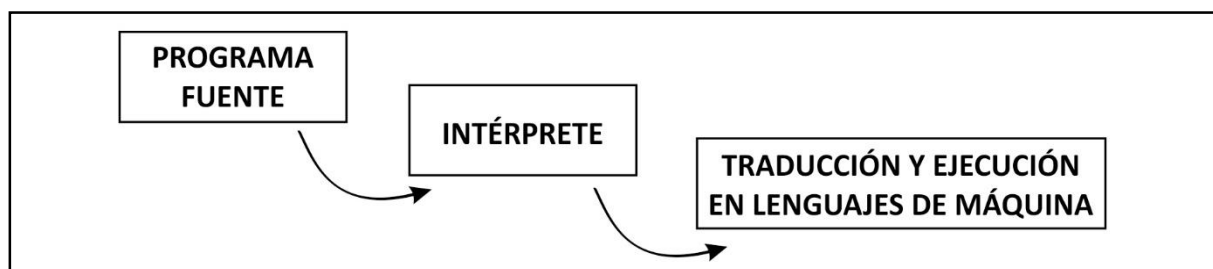 PROGRAMA
FUENTE
INTÉRPRETE
TRADUCCIÓN Y EJECUCIÓN
EN LENGUAJES DE MÁQUINA